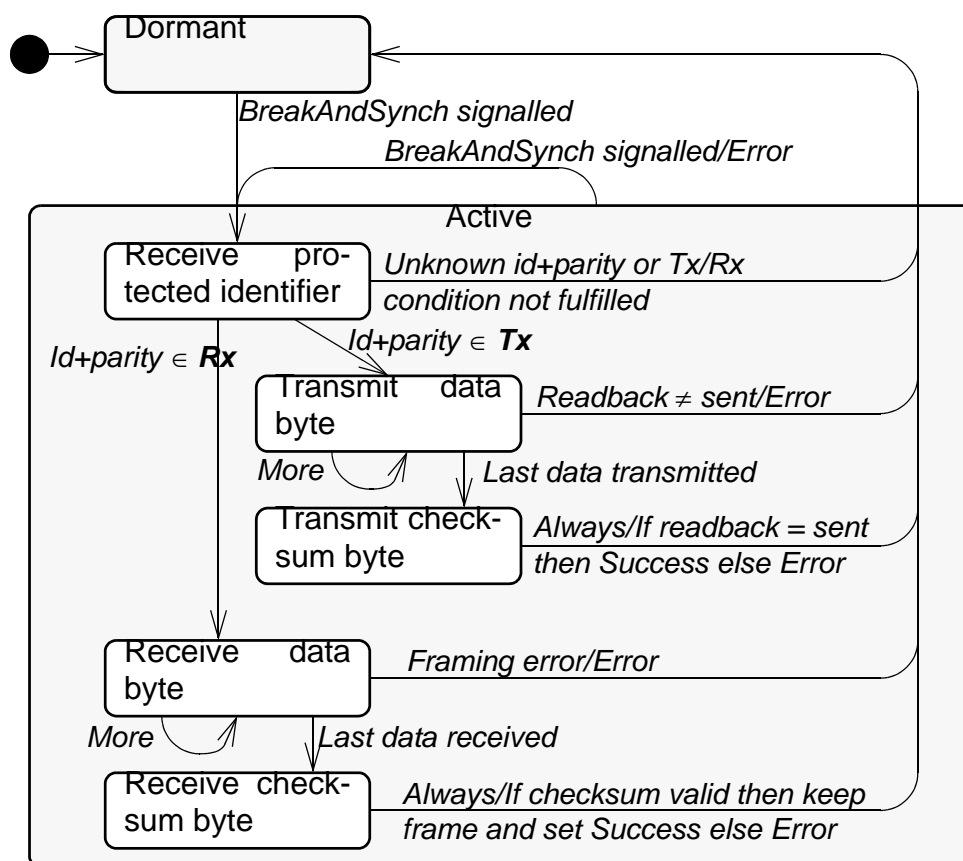 Dormant
BreakAndSynch signalled
BreakAndSynch signalled/Error
Active
Receive pro-
tected identifier
Unknown id+parity or Tx/Rx
condition not fulfilled
Id+parity ∈ Rx
Id+parity ∈ Tx
Transmit data
byte
Readback ≠ sent/Error
More
Last data transmitted
Transmit check-
sum byte
Always/If readback = sent
then Success else Error
Receive data
byte
Framing error/Error
More
Last data received
Receive check-
sum byte
Always/If checksum valid then keep
frame and set Success else Error